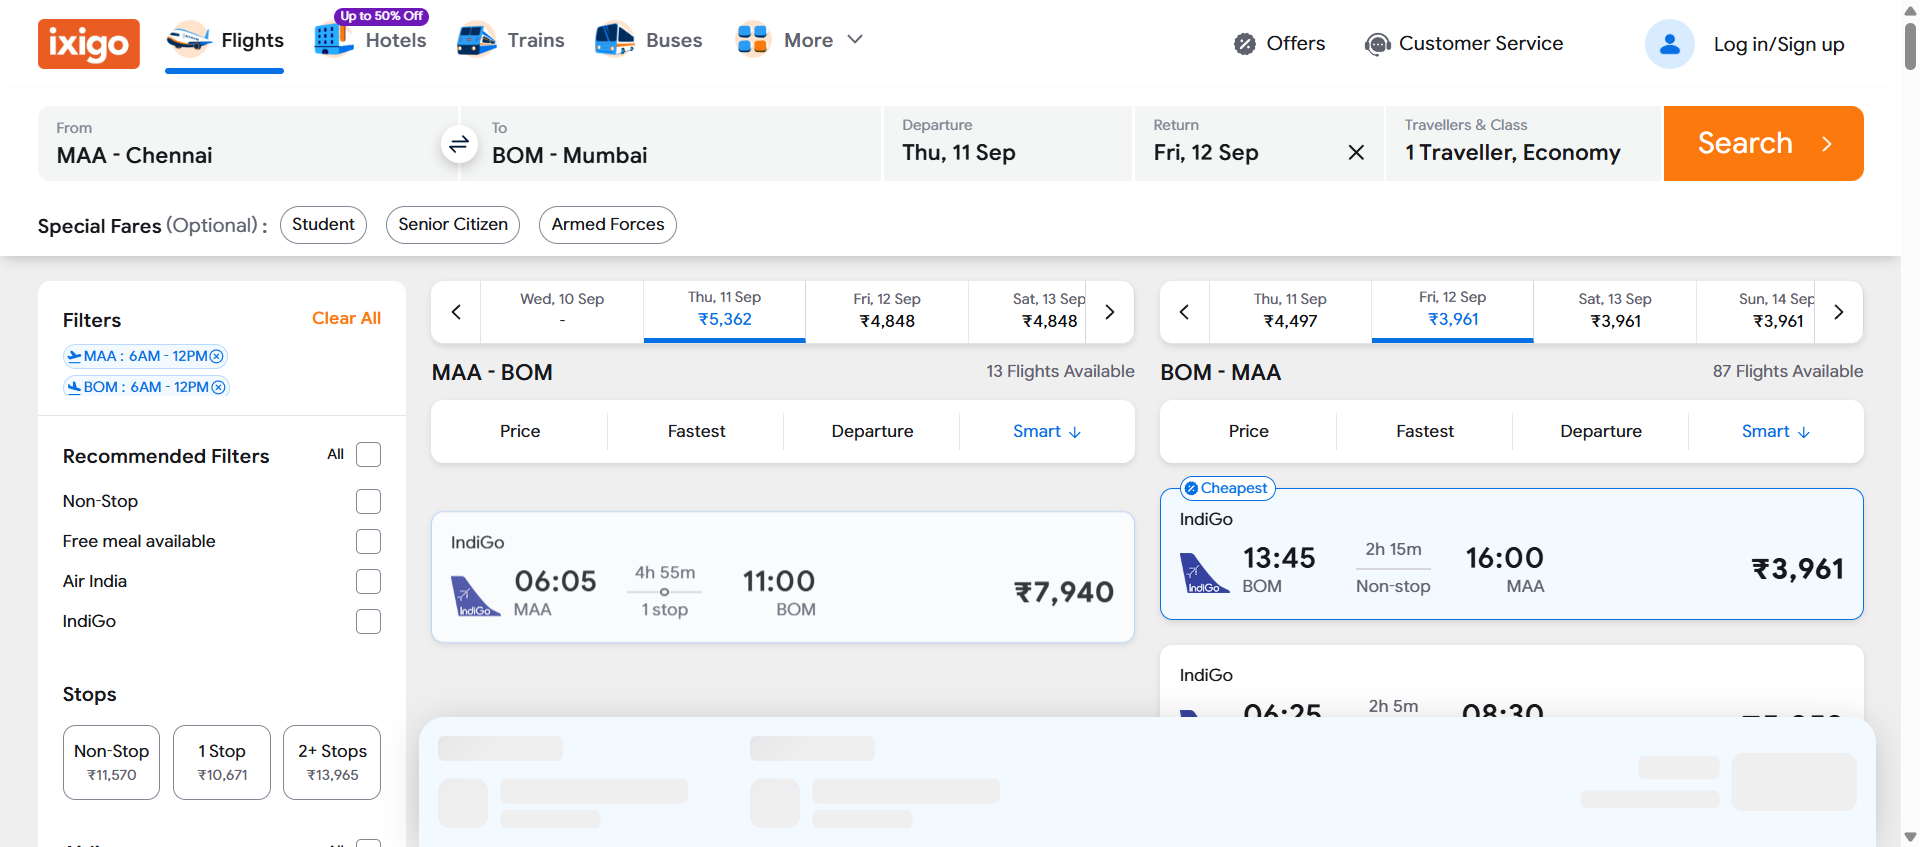 ixigo
Flights
Up to 50% Off
Hotels
Trains
Buses
More
Offers
Customer Service
Log in/Sign up
From
MAA - Chennai
To
BOM - Mumbai
Departure
Thu, 11 Sep
Return
Fri, 12 Sep
Travellers & Class
1 Traveller, Economy
Search
Special Fares (Optional) :
Student
Senior Citizen
Armed Forces
Filters
Clear All
MAA : 6AM - 12PM
BOM : 6AM - 12PM
Recommended Filters
All
Non-Stop
Free meal available
Air India
IndiGo
Stops
Non-Stop
₹11,570
1 Stop
₹10,671
2+ Stops
₹13,965
Wed, 10 Sep
-
Thu, 11 Sep
₹5,362
Fri, 12 Sep
₹4,848
Sat, 13 Sep
₹4,848
MAA - BOM
13 Flights Available
Price
Fastest
Departure
Smart
IndiGo
IndiGo
06:05
MAA
4h 55m
1 stop
11:00
BOM
₹7,940
Thu, 11 Sep
₹4,497
Fri, 12 Sep
₹3,961
Sat, 13 Sep
₹3,961
Sun, 14 Sep
₹3,961
BOM - MAA
87 Flights Available
Price
Fastest
Departure
Smart
Cheapest
IndiGo
IndiGo
13:45
BOM
2h 15m
Non-stop
16:00
MAA
₹3,961
IndiGo
06:25
2h 5m
08:30